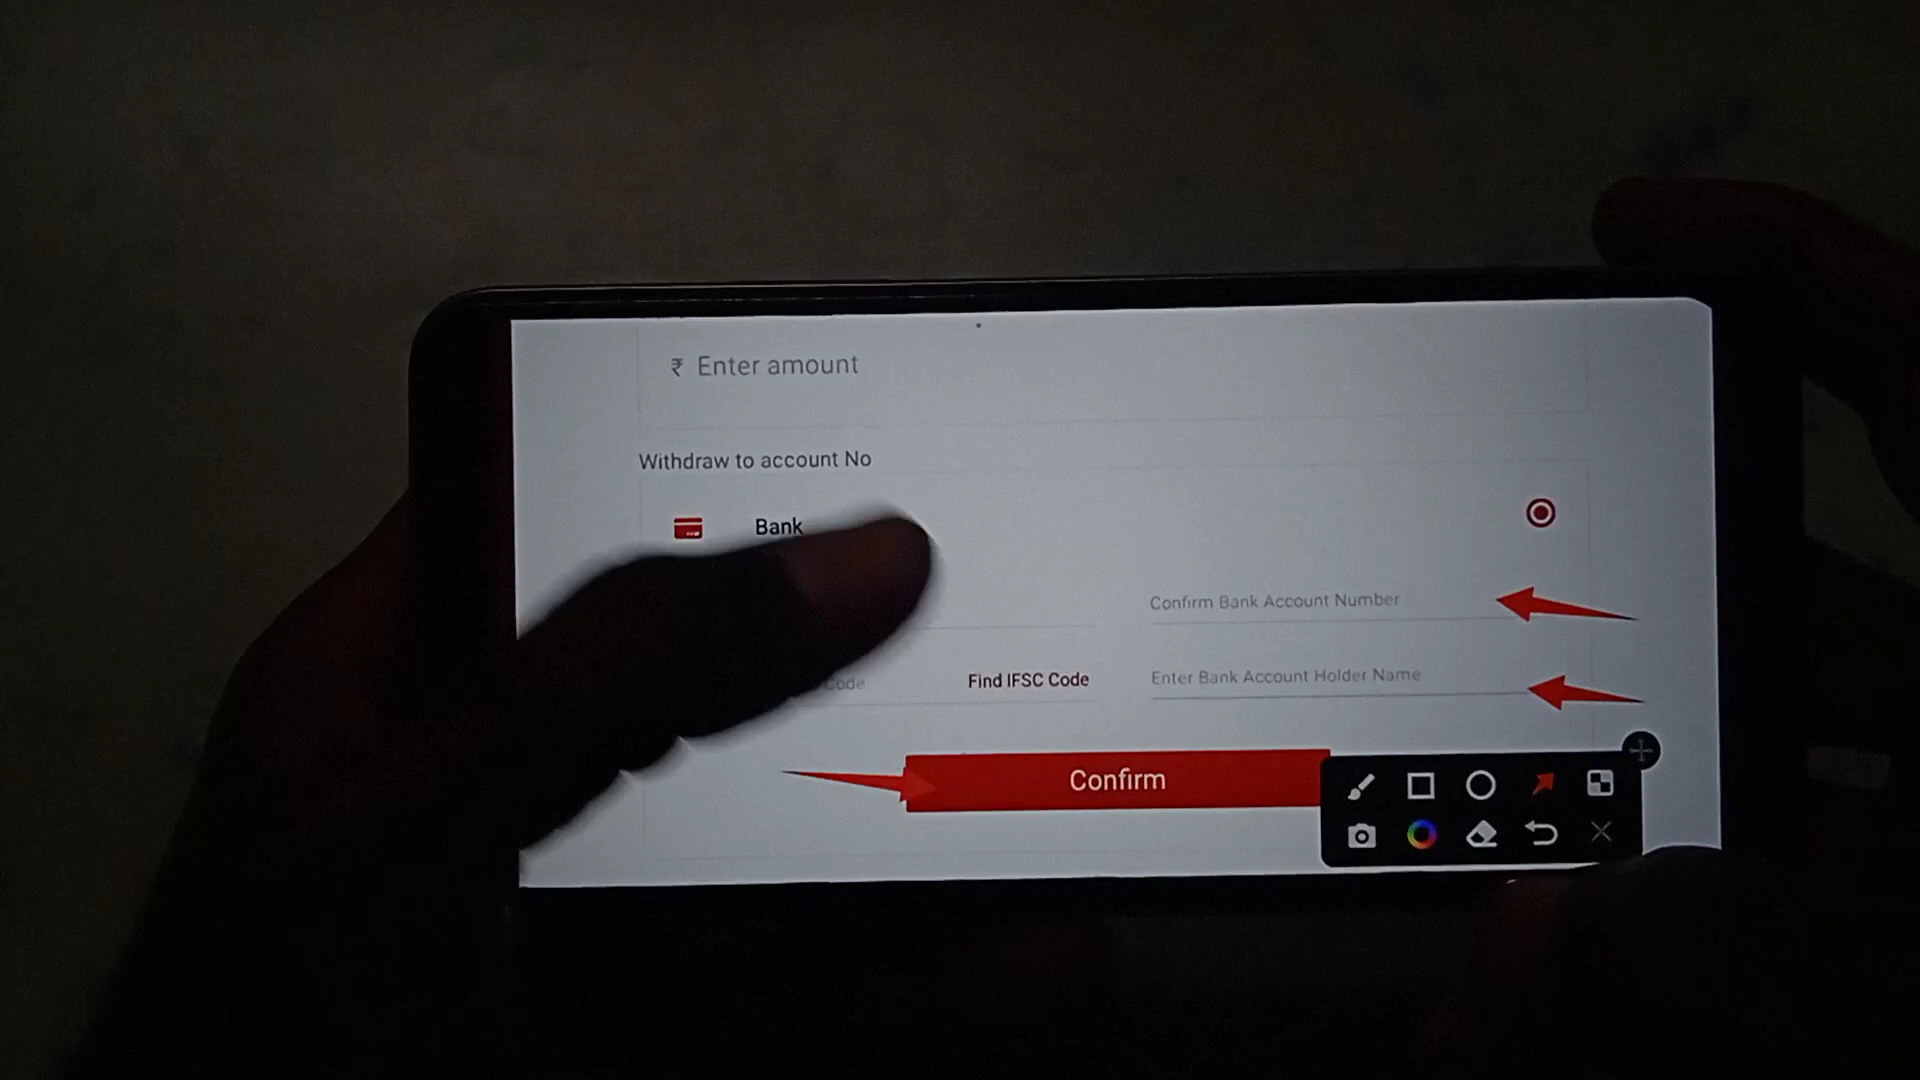 ₹ Enter amount
Withdraw to account No
Bank
Confirm Bank Account Number
Code Find IFSC Code
Enter Bank Account Holder Name
Confirm